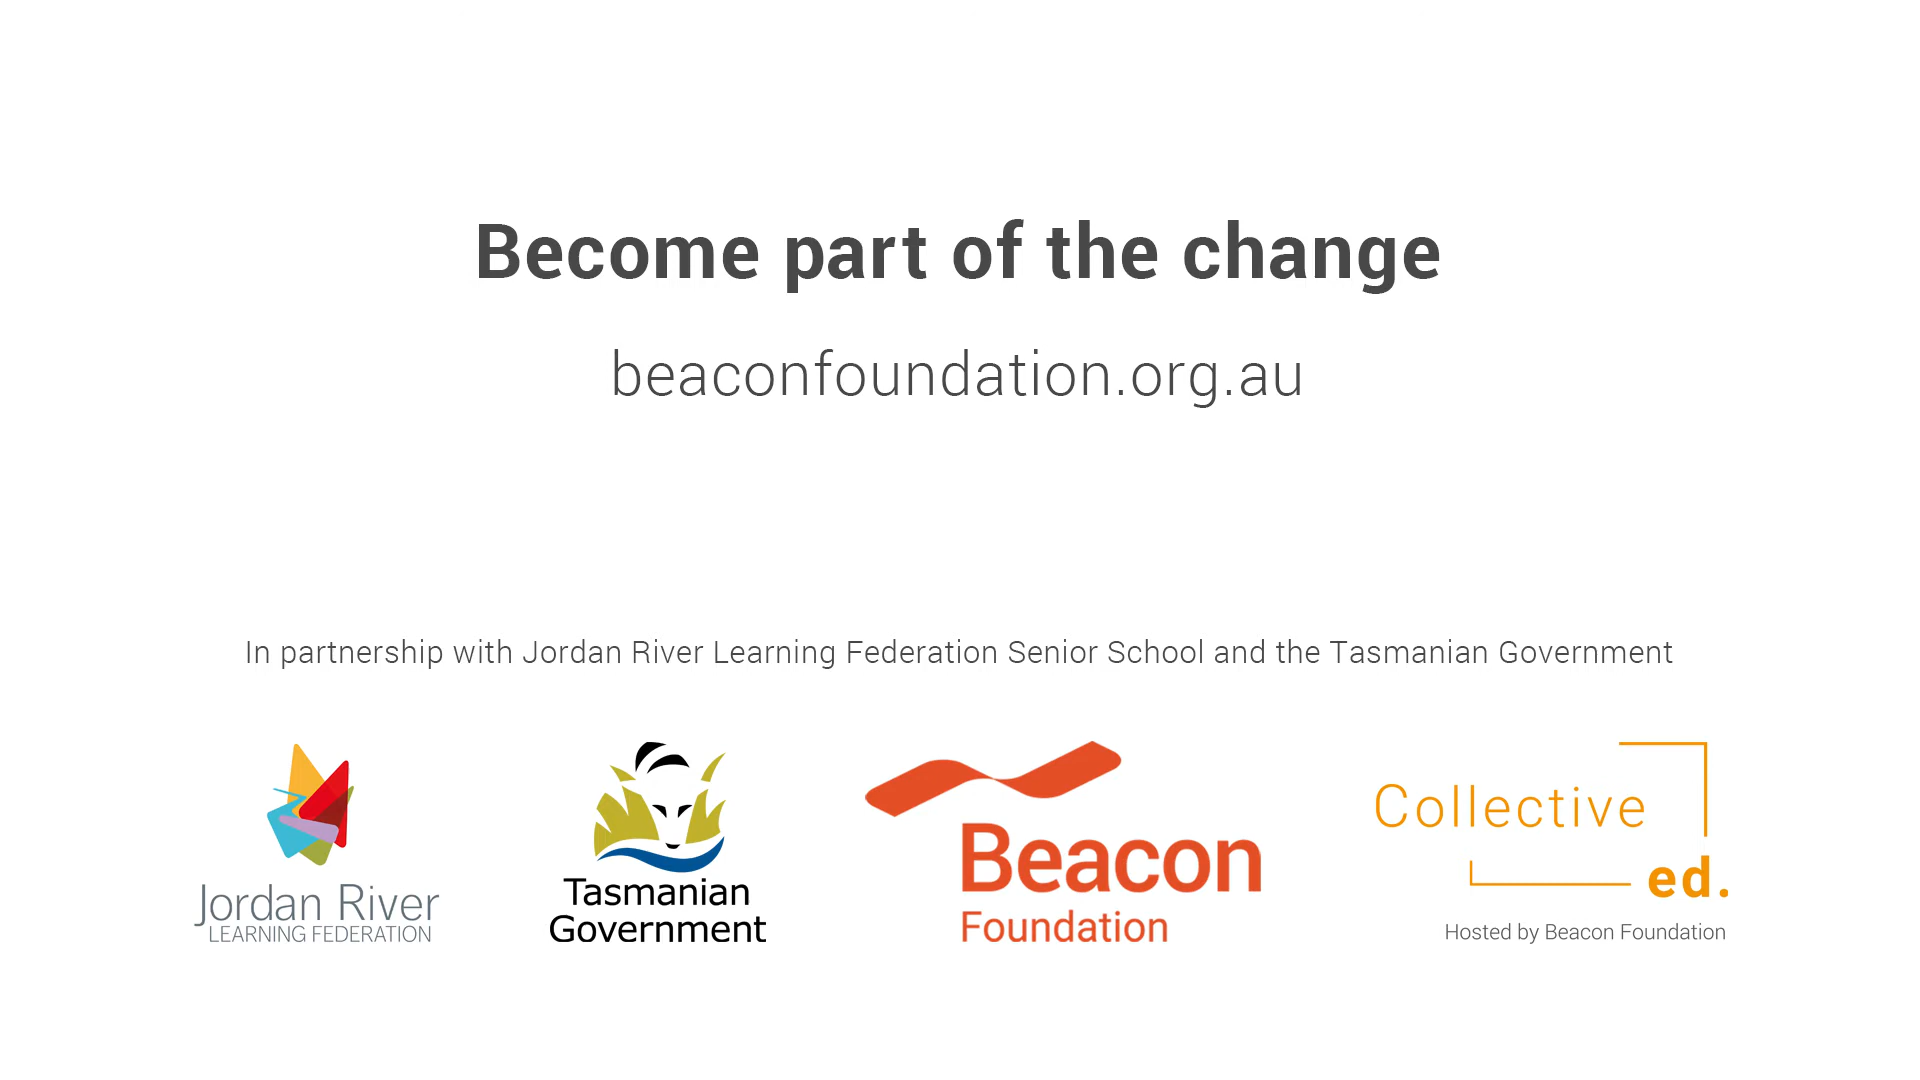 Become part of the change
beaconfoundation.org.au
In partnership with Jordan River Learning Federation Senior School and the Tasmanian Government
Jordan River
LEARNING FEDERATION
Tasmanian
Government
Beacon
Foundation
Collective
ed.
Hosted by Beacon Foundation